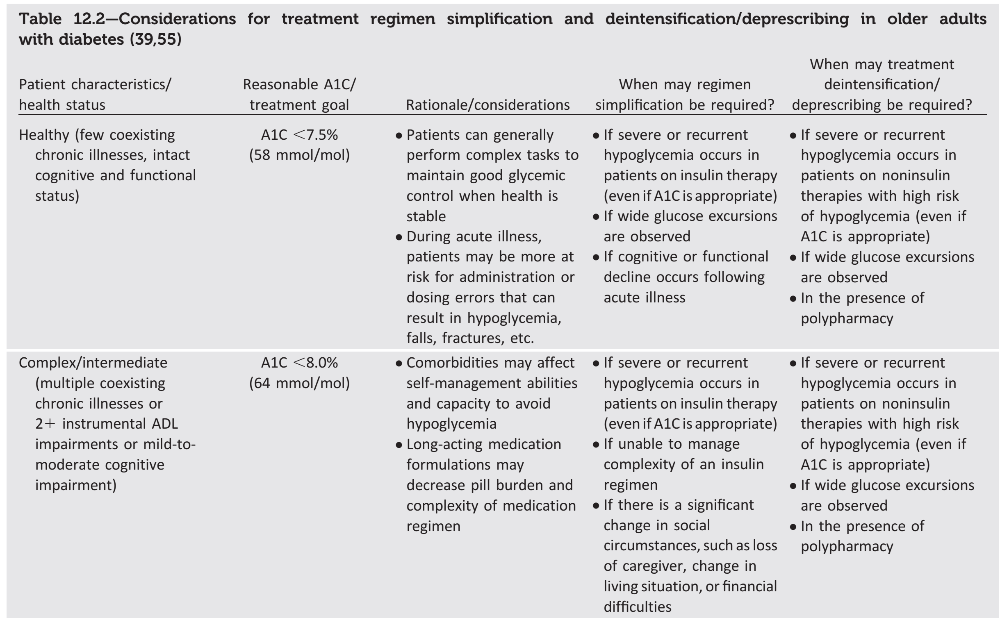 Table 12.2—Considerations for treatment regimen simplification and deintensification/deprescribing in older adults
with diabetes (39,55)
Patient characteristics/
health status
Reasonable A1C/
treatment goal
Rationale/considerations
When may regimen
simplification be required?
When may treatment
deintensification/
deprescribing be required?
Healthy (few coexisting
chronic illnesses, intact
cognitive and functional
status)
A1C <7.5%
(58 mmol/mol)
• Patients can generally
perform complex tasks to
maintain good glycemic
control when health is
stable
• During acute illness,
patients may be more at
risk for administration or
dosing errors that can
result in hypoglycemia,
falls, fractures, etc.
• If severe or recurrent
hypoglycemia occurs in
patients on insulin therapy
(even if A1C is appropriate)
• If wide glucose excursions
are observed
• If cognitive or functional
decline occurs following
acute illness
• If severe or recurrent
hypoglycemia occurs in
patients on noninsulin
therapies with high risk
of hypoglycemia (even if
A1C is appropriate)
• If wide glucose excursions
are observed
• In the presence of
polypharmacy
Complex/intermediate
(multiple coexisting
chronic illnesses or
2+ instrumental ADL
impairments or mild-to-
moderate cognitive
impairment)
A1C <8.0%
(64 mmol/mol)
• Comorbidities may affect
self-management abilities
and capacity to avoid
hypoglycemia
• Long-acting medication
formulations may
decrease pill burden and
complexity of medication
regimen
• If severe or recurrent
hypoglycemia occurs in
patients on insulin therapy
(even if A1C is appropriate)
• If unable to manage
complexity of an insulin
regimen
• If there is a significant
change in social
circumstances, such as loss
of caregiver, change in
living situation, or financial
difficulties
• If severe or recurrent
hypoglycemia occurs in
patients on noninsulin
therapies with high risk
of hypoglycemia (even if
A1C is appropriate)
• If wide glucose excursions
are observed
• In the presence of
polypharmacy